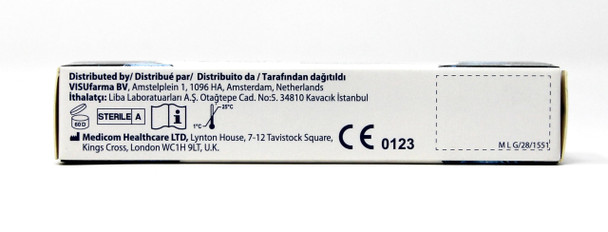 Distributed by/ Distribué par/ Distribuito da / Tarafından dağıtıldı
VISUfarma BV, Amstelplein 1, 1096 HA, Amsterdam, Netherlands
İthalatçı: Liba Laboratuarları A.Ş. Otağtepe Cad. No:5. 34810 Kavacık İstanbul
60 D STERILE A i 1°C 25°C
Medicom Healthcare LTD, Lynton House, 7-12 Tavistock Square,
Kings Cross, London WC1H 9LT, U.K.
CE 0123
M L G/28/1551